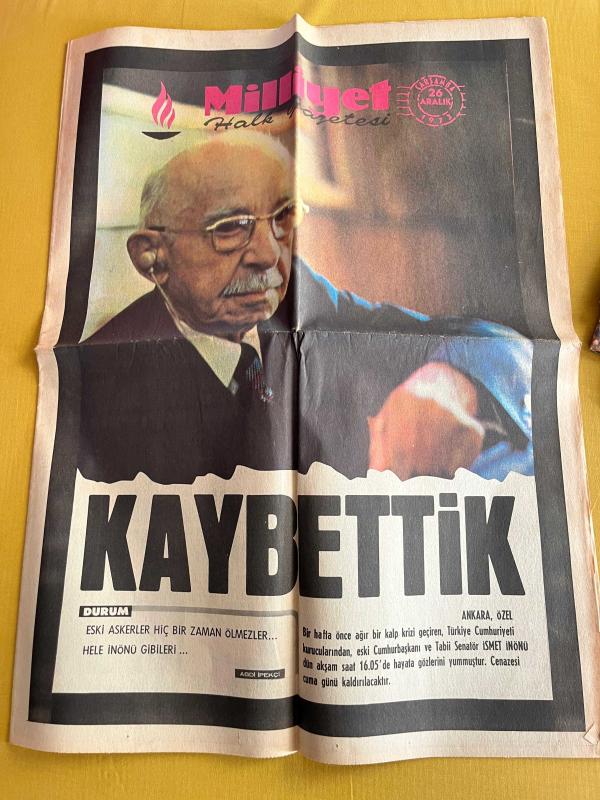 Milliyet
Halk Gazetesi
ÇARŞAMBA
26
ARALIK
1973
KAYBETTİK
DURUM
ESKİ ASKERLER HİÇ BİR ZAMAN ÖLMEZLER...
HELE İNÖNÜ GİBİLERİ ...
ABDİ İPEKÇİ
ANKARA, ÖZEL
Bir hafta önce ağır bir kalp krizi geçiren, Türkiye Cumhuriyeti
kurucularından, eski Cumhurbaşkanı ve Tabii Senatör İSMET İNÖNÜ
dün akşam saat 16.05'de hayata gözlerini yummuştur. Cenazesi
cuma günü kaldırılacaktır.